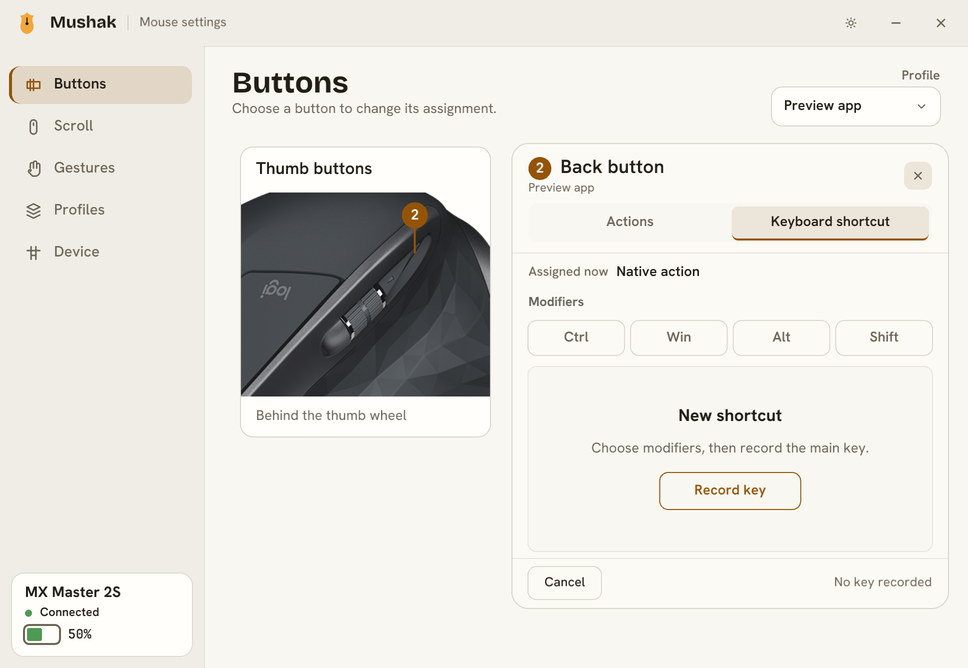 Mushak
Mouse settings
Buttons
Scroll
Gestures
Profiles
Device
MX Master 2S
Connected
50%
Buttons
Choose a button to change its assignment.
Profile
Preview app
Thumb buttons
2
logi
Behind the thumb wheel
2 Back button
Preview app
Actions
Keyboard shortcut
Assigned now Native action
Modifiers
Ctrl
Win
Alt
Shift
New shortcut
Choose modifiers, then record the main key.
Record key
Cancel
No key recorded